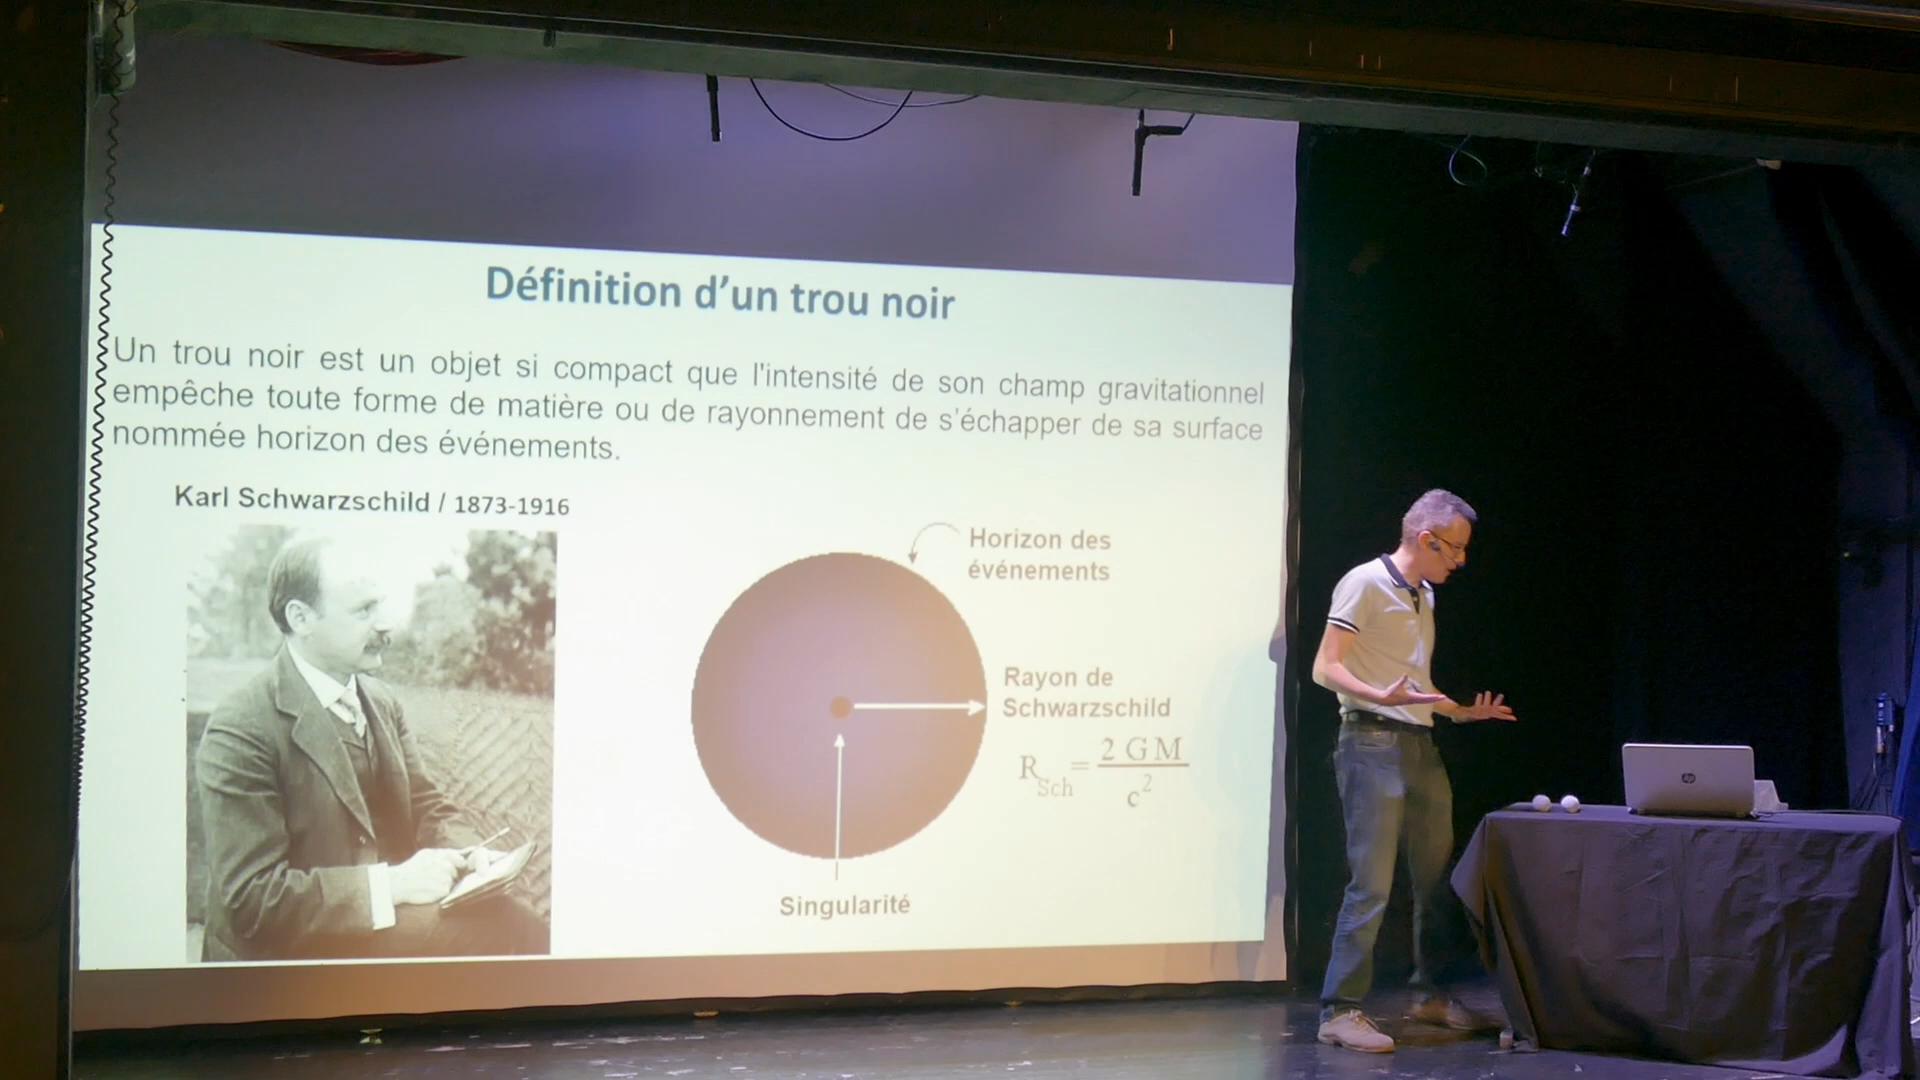 Définition d’un trou noir
Un trou noir est un objet si compact que l'intensité de son champ gravitationnel
empêche toute forme de matière ou de rayonnement de s'échapper de sa surface
nommée horizon des événements.
Karl Schwarzschild / 1873-1916
Horizon des
événements
Rayon de
Schwarzschild
R_Sch = 2 G M / c²
Singularité
hp